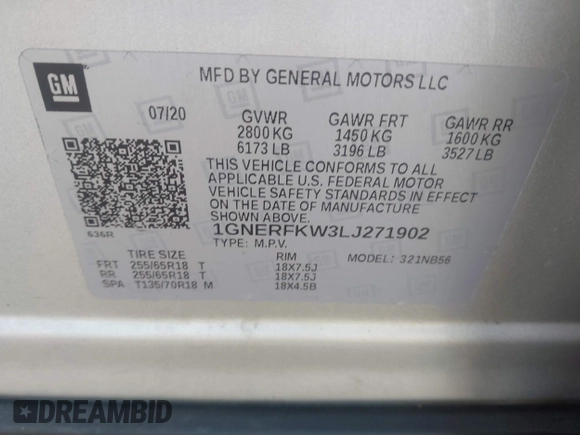 GM
MFD BY GENERAL MOTORS LLC
07/20 GVWR GAWR FRT GAWR RR
2800 KG 1450 KG 1600 KG
6173 LB 3196 LB 3527 LB
THIS VEHICLE CONFORMS TO ALL
APPLICABLE U.S. FEDERAL MOTOR
VEHICLE SAFETY STANDARDS IN EFFECT
ON THE DATE OF MANUFACTURE
SHOWN ABOVE.
636R
1GNERFKW3LJ271902
TYPE: M.P.V. MODEL: 321NB56
TIRE SIZE RIM
FRT 255/65R18 T 18X7.5J
RR 255/65R18 T 18X7.5J
SPA T135/70R18 M 18X4.5B
DREAMBID